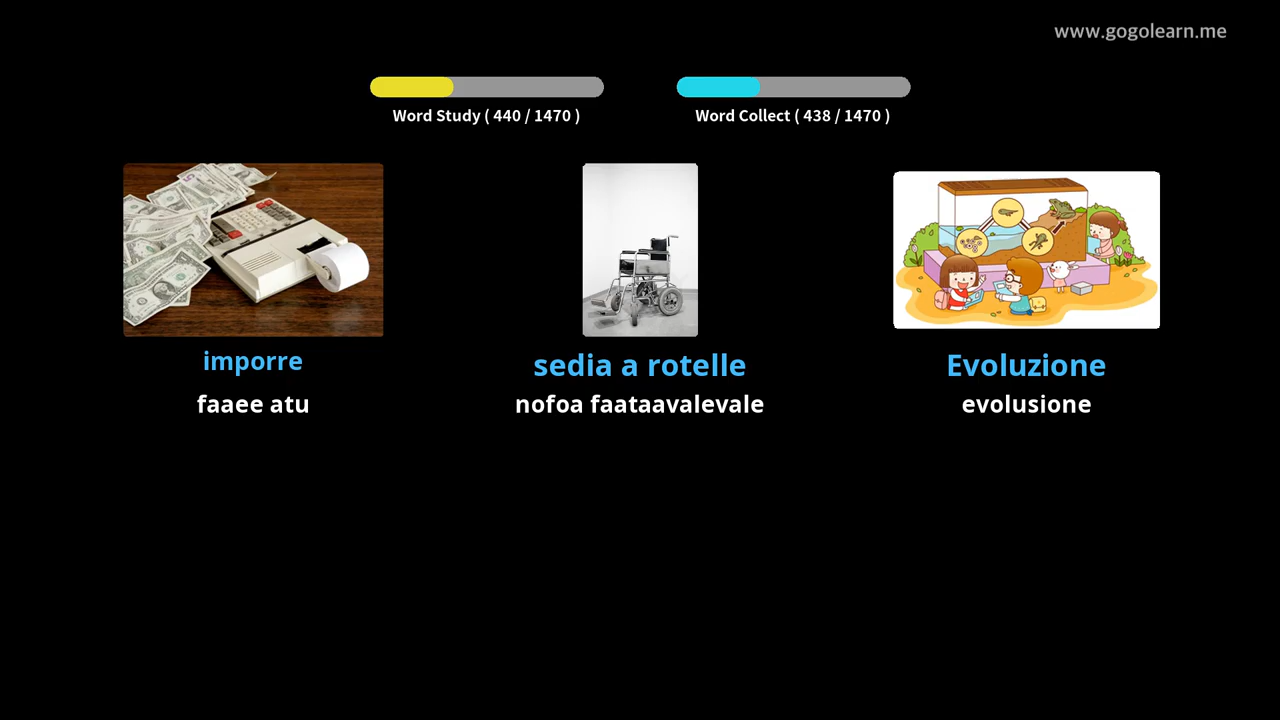 www.gogolearn.me
Word Study ( 440 / 1470 )
Word Collect ( 438 / 1470 )
imporre
sedia a rotelle
Evoluzione
faaee atu
nofoa faataavalevale
evolusione